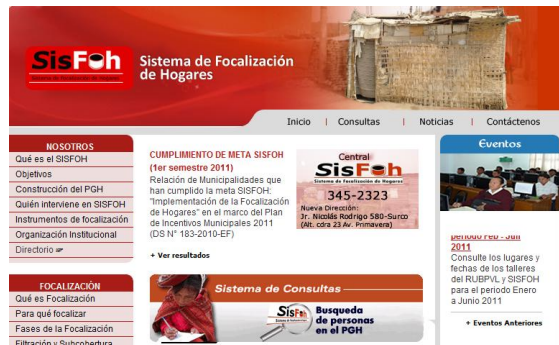 SisFoh
Sistema de Focalización de Hogares
Sistema de Focalización
de Hogares
Inicio | Consultas | Noticias | Contáctenos
NOSOTROS
Qué es el SISFOH
Objetivos
Construcción del PGH
Quién interviene en SISFOH
Instrumentos de focalización
Organización Institucional
Directorio
FOCALIZACIÓN
Qué es Focalización
Para qué focalizar
Fases de la Focalización
Filtración y Subcobertura
CUMPLIMIENTO DE META SISFOH
(1er semestre 2011)
Relación de Municipalidades que
han cumplido la meta SISFOH:
"Implementación de la Focalización
de Hogares" en el marco del Plan
de Incentivos Municipales 2011
(DS N° 183-2010-EF)
+ Ver resultados
Central
SisFoh
Sistema de Focalización de Hogares
345-2323
Nueva Dirección:
Jr. Nicolás Rodrigo 580-Surco
(Alt. cdra 23 Av. Primavera)
Sistema de Consultas
SisFoh
Busqueda
de personas
en el PGH
Eventos
periodo Feb - Jun
2011
Consulte los lugares y
fechas de los talleres
del RUBPVL y SISFOH
para el periodo Enero
a Junio 2011
+ Eventos Anteriores